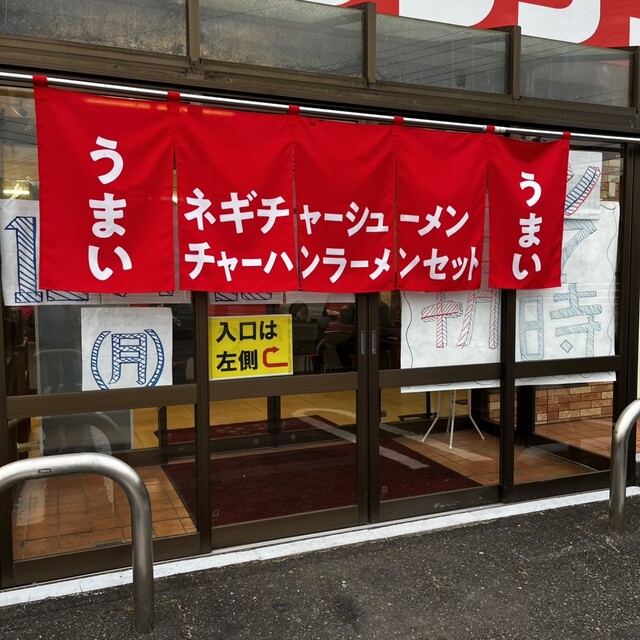 うまい
ネギチャーシューメン
チャーハンラーメンセット
うまい
(月)
入口は
左側